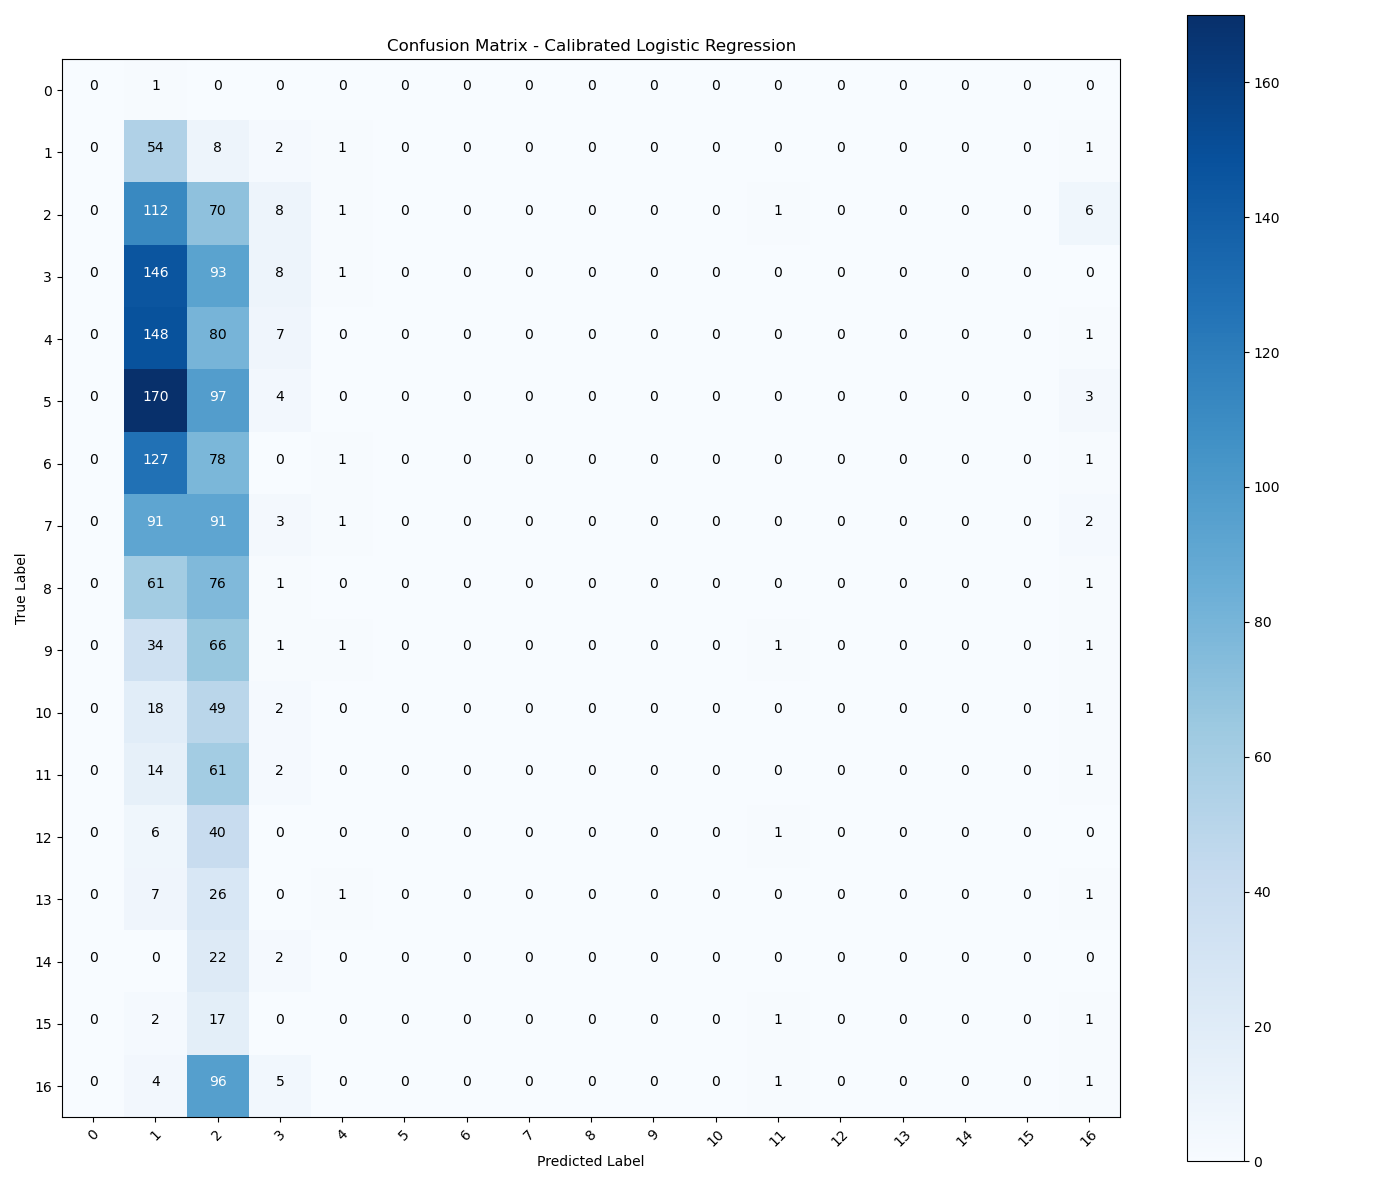 Confusion Matrix - Calibrated Logistic Regression
0 0 1 0 0 0 0 0 0 0 0 0 0 0 0 0 0 0
1 0 54 8 2 1 0 0 0 0 0 0 0 0 0 0 0 1
2 0 112 70 8 1 0 0 0 0 0 0 1 0 0 0 0 6
3 0 146 93 8 1 0 0 0 0 0 0 0 0 0 0 0 0
4 0 148 80 7 0 0 0 0 0 0 0 0 0 0 0 0 1
5 0 170 97 4 0 0 0 0 0 0 0 0 0 0 0 0 3
6 0 127 78 0 1 0 0 0 0 0 0 0 0 0 0 0 1
7 0 91 91 3 1 0 0 0 0 0 0 0 0 0 0 0 2
8 0 61 76 1 0 0 0 0 0 0 0 0 0 0 0 0 1
9 0 34 66 1 1 0 0 0 0 0 0 1 0 0 0 0 1
10 0 18 49 2 0 0 0 0 0 0 0 0 0 0 0 0 1
11 0 14 61 2 0 0 0 0 0 0 0 0 0 0 0 0 1
12 0 6 40 0 0 0 0 0 0 0 0 1 0 0 0 0 0
13 0 7 26 0 1 0 0 0 0 0 0 0 0 0 0 0 1
14 0 0 22 2 0 0 0 0 0 0 0 0 0 0 0 0 0
15 0 2 17 0 0 0 0 0 0 0 0 1 0 0 0 0 1
16 0 4 96 5 0 0 0 0 0 0 0 1 0 0 0 0 1
0 1 2 3 4 5 6 7 8 9 10 11 12 13 14 15 16
Predicted Label
True Label
160
140
120
100
80
60
40
20
0